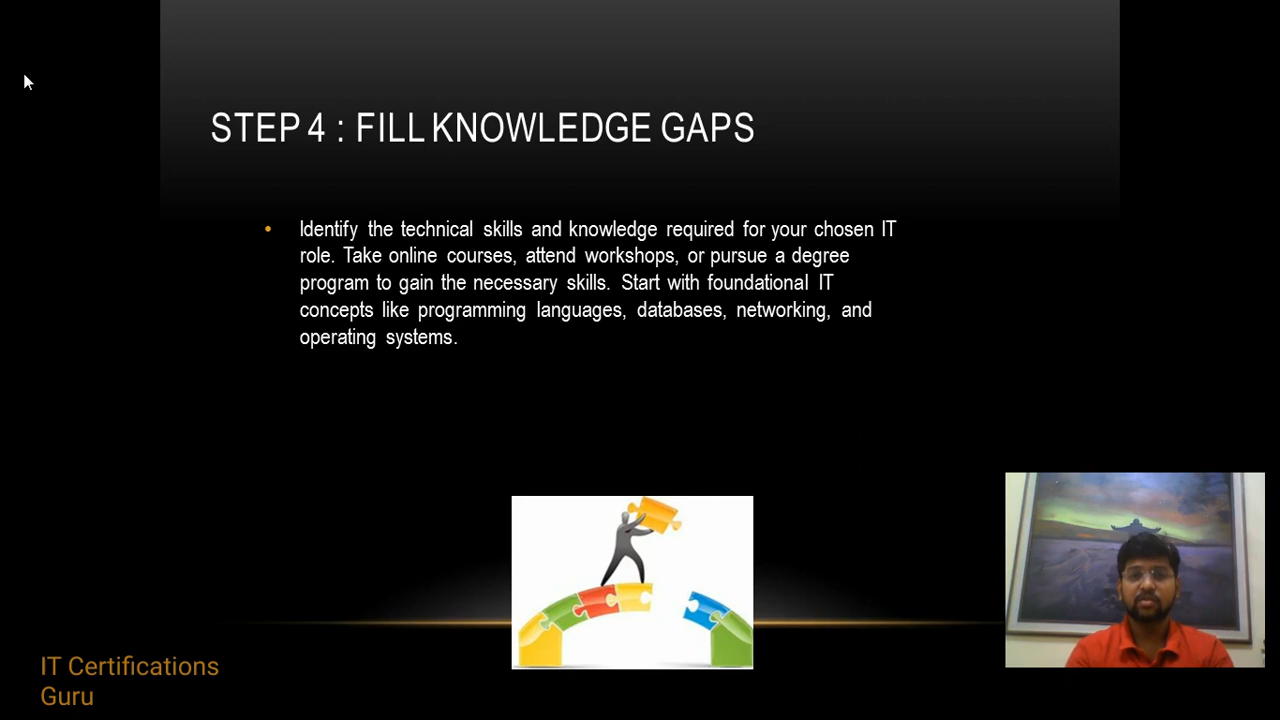 STEP 4 : FILL KNOWLEDGE GAPS
• Identify the technical skills and knowledge required for your chosen IT
role. Take online courses, attend workshops, or pursue a degree
program to gain the necessary skills. Start with foundational IT
concepts like programming languages, databases, networking, and
operating systems.
IT Certifications
Guru